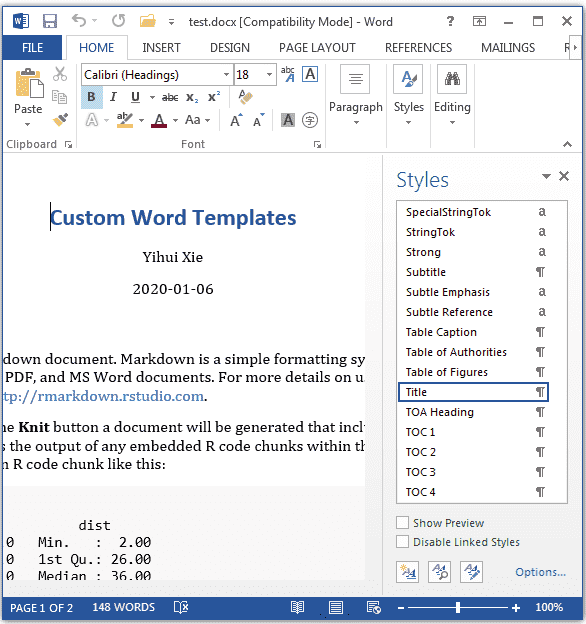 test.docx [Compatibility Mode] - Word
FILE HOME INSERT DESIGN PAGE LAYOUT REFERENCES MAILINGS R
Calibri (Headings) 18
Paste
B I U abc X₂ X² 
A ab A Aa A A A 字
Paragraph Styles Editing
Clipboard Font
Custom Word Templates
Yihui Xie
2020-01-06
down document. Markdown is a simple formatting sy
PDF, and MS Word documents. For more details on u
tp://rmarkdown.rstudio.com.
ne Knit button a document will be generated that inclu
s the output of any embedded R code chunks within th
n R code chunk like this:
dist
0 Min. : 2.00
0 1st Qu.: 26.00
0 Median : 36.00
Styles
SpecialStringTok a
StringTok a
Strong a
Subtitle ¶
Subtle Emphasis a
Subtle Reference a
Table Caption ¶
Table of Authorities ¶
Table of Figures ¶
Title ¶
TOA Heading ¶
TOC 1 ¶
TOC 2 ¶
TOC 3 ¶
TOC 4 ¶
Show Preview
Disable Linked Styles
Options...
PAGE 1 OF 2 148 WORDS 100%